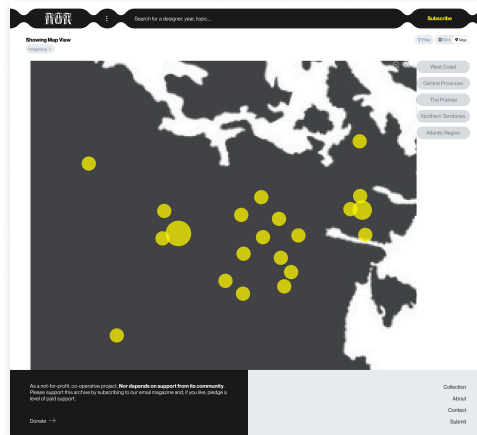 NOR
Search for a designer, year, topic...
Subscribe
Showing Map View
Filter
Grid
Map
Indigenous ×
West Coast
Central Provinces
The Prairies
Northern Territories
Atlantic Region
As a not-for-profit, co-operative project, Nor depends on support from its community.
Please support this archive by subscribing to our email magazine and, if you like, pledge a
level of paid support.
Donate →
Collection
About
Contact
Submit